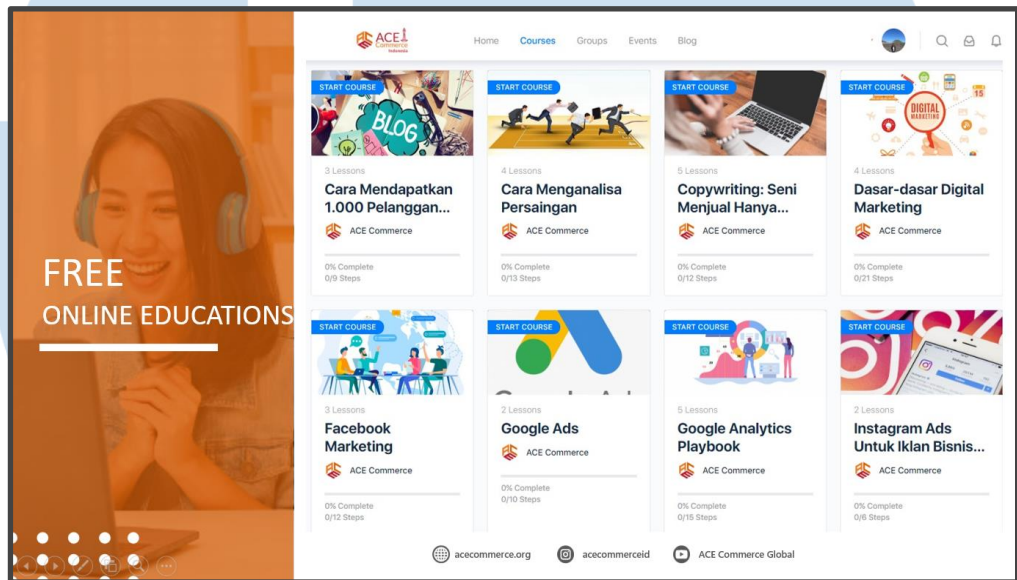 FREE
ONLINE EDUCATIONS
ACE
Commerce
Indonesia
Home Courses Groups Events Blog
START COURSE
BLOG
3 Lessons
Cara Mendapatkan
1.000 Pelanggan...
ACE Commerce
0% Complete
0/9 Steps
START COURSE
4 Lessons
Cara Menganalisa
Persaingan
ACE Commerce
0% Complete
0/13 Steps
START COURSE
5 Lessons
Copywriting: Seni
Menjual Hanya...
ACE Commerce
0% Complete
0/12 Steps
START COURSE
DIGITAL
MARKETING
15
4 Lessons
Dasar-dasar Digital
Marketing
ACE Commerce
0% Complete
0/21 Steps
START COURSE
3 Lessons
Facebook
Marketing
ACE Commerce
0% Complete
0/12 Steps
START COURSE
2 Lessons
Google Ads
ACE Commerce
0% Complete
0/10 Steps
START COURSE
5 Lessons
Google Analytics
Playbook
ACE Commerce
0% Complete
0/15 Steps
START COURSE
Instagram
2 Lessons
Instagram Ads
Untuk Iklan Bisnis...
ACE Commerce
0% Complete
0/6 Steps
acecommerce.org acecommerceid ACE Commerce Global